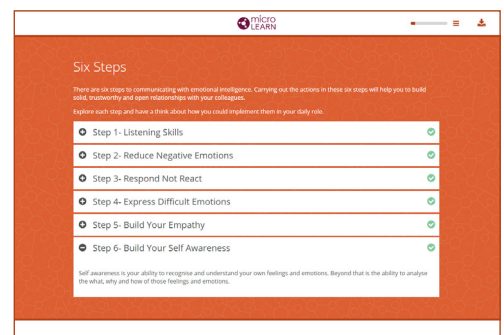 micro
LEARN
Six Steps
There are six steps to communicating with emotional intelligence. Carrying out the actions in these six steps will help you to build
solid, trustworthy and open relationships with your colleagues.
Explore each step and have a think about how you could implement them in your daily role.
Step 1- Listening Skills
Step 2- Reduce Negative Emotions
Step 3- Respond Not React
Step 4- Express Difficult Emotions
Step 5- Build Your Empathy
Step 6- Build Your Self Awareness
Self awareness is your ability to recognise and understand your own feelings and emotions. Beyond that is the ability to analyse
the what, why and how of those feelings and emotions.